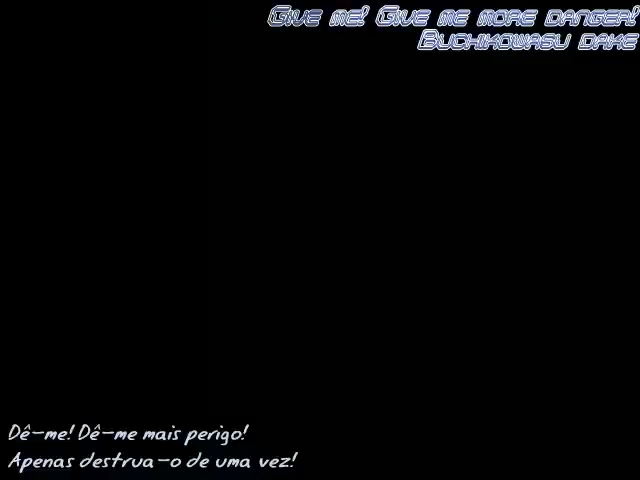 Give me! Give me more danger!
Buchikowasu dake
Dê-me! Dê-me mais perigo!
Apenas destrua-o de uma vez!